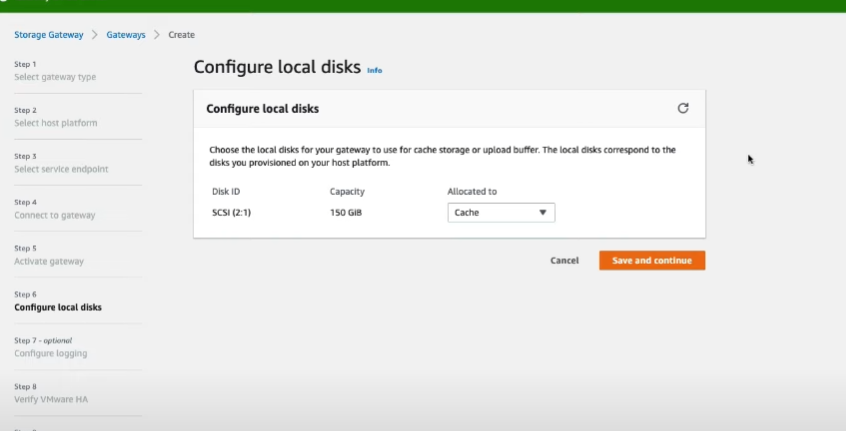 Storage Gateway > Gateways > Create
Step 1
Select gateway type
Step 2
Select host platform
Step 3
Select service endpoint
Step 4
Connect to gateway
Step 5
Activate gateway
Step 6
Configure local disks
Step 7 - optional
Configure logging
Step 8
Verify VMware HA
Configure local disks Info
Configure local disks
Choose the local disks for your gateway to use for cache storage or upload buffer. The local disks correspond to the
disks you provisioned on your host platform.
Disk ID Capacity Allocated to
SCSI (2:1) 150 GiB Cache
Cancel Save and continue